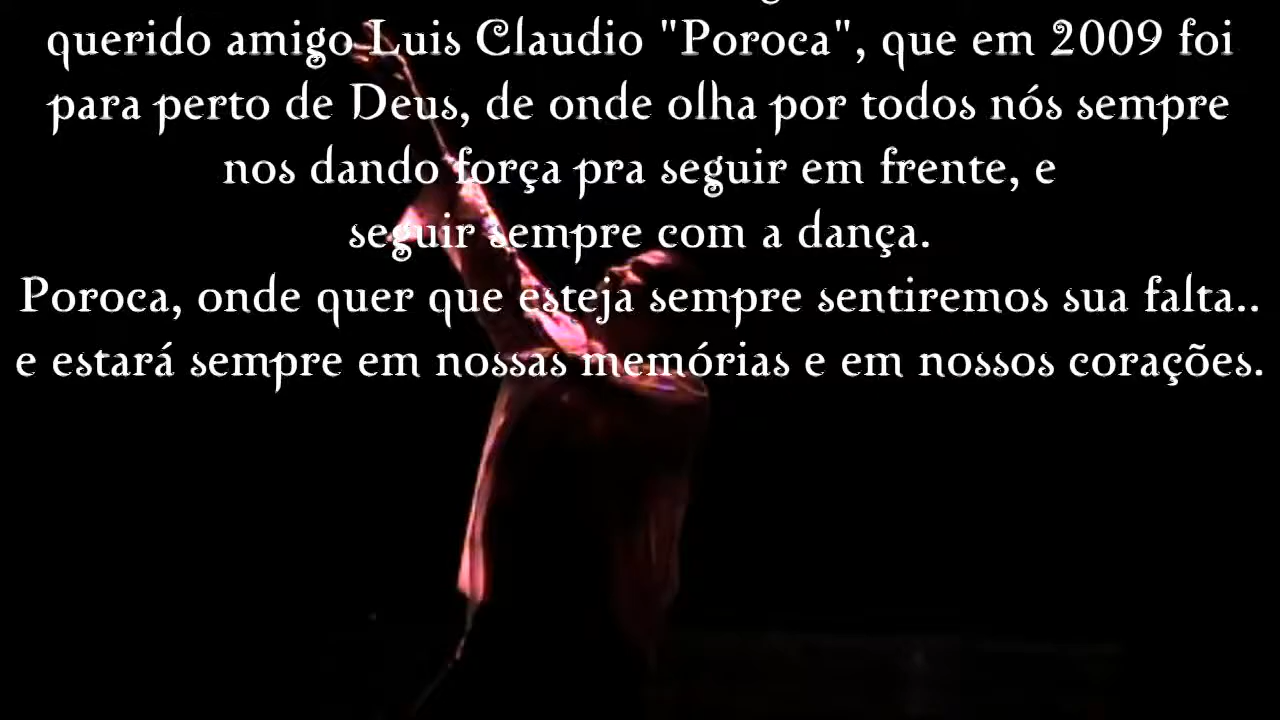 querido amigo Luis Claudio "Poroca", que em 2009 foi
para perto de Deus, de onde olha por todos nós sempre
nos dando força pra seguir em frente, e
seguir sempre com a dança.
Poroca, onde quer que esteja sempre sentiremos sua falta..
e estará sempre em nossas memórias e em nossos corações.